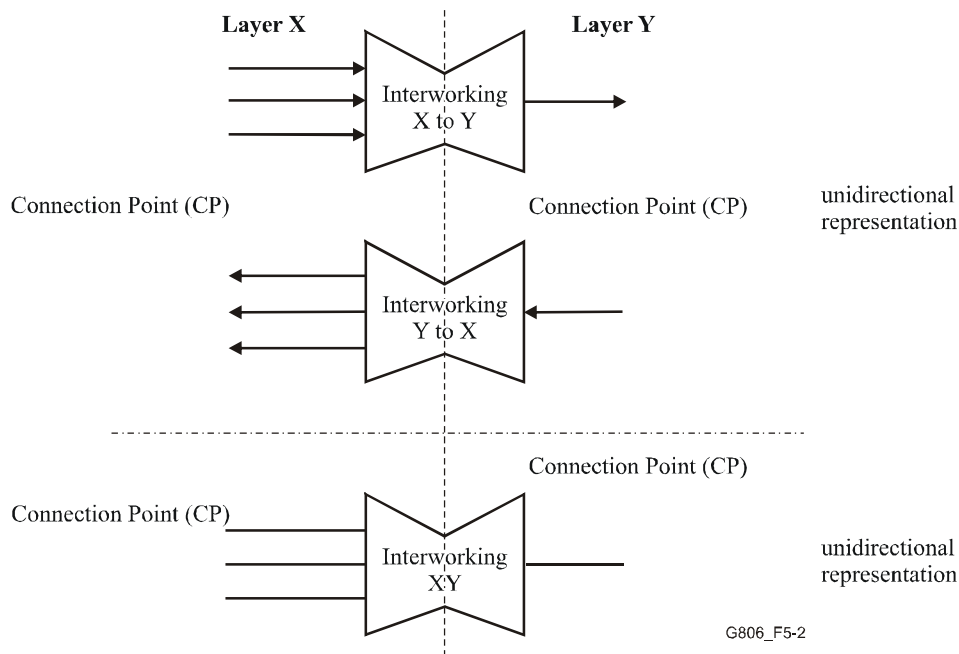 Layer X
Layer Y
Interworking
X to Y
Connection Point (CP)
Connection Point (CP)
unidirectional
representation
Interworking
Y to X
Connection Point (CP)
Connection Point (CP)
Interworking
XY
unidirectional
representation
G806_F5-2